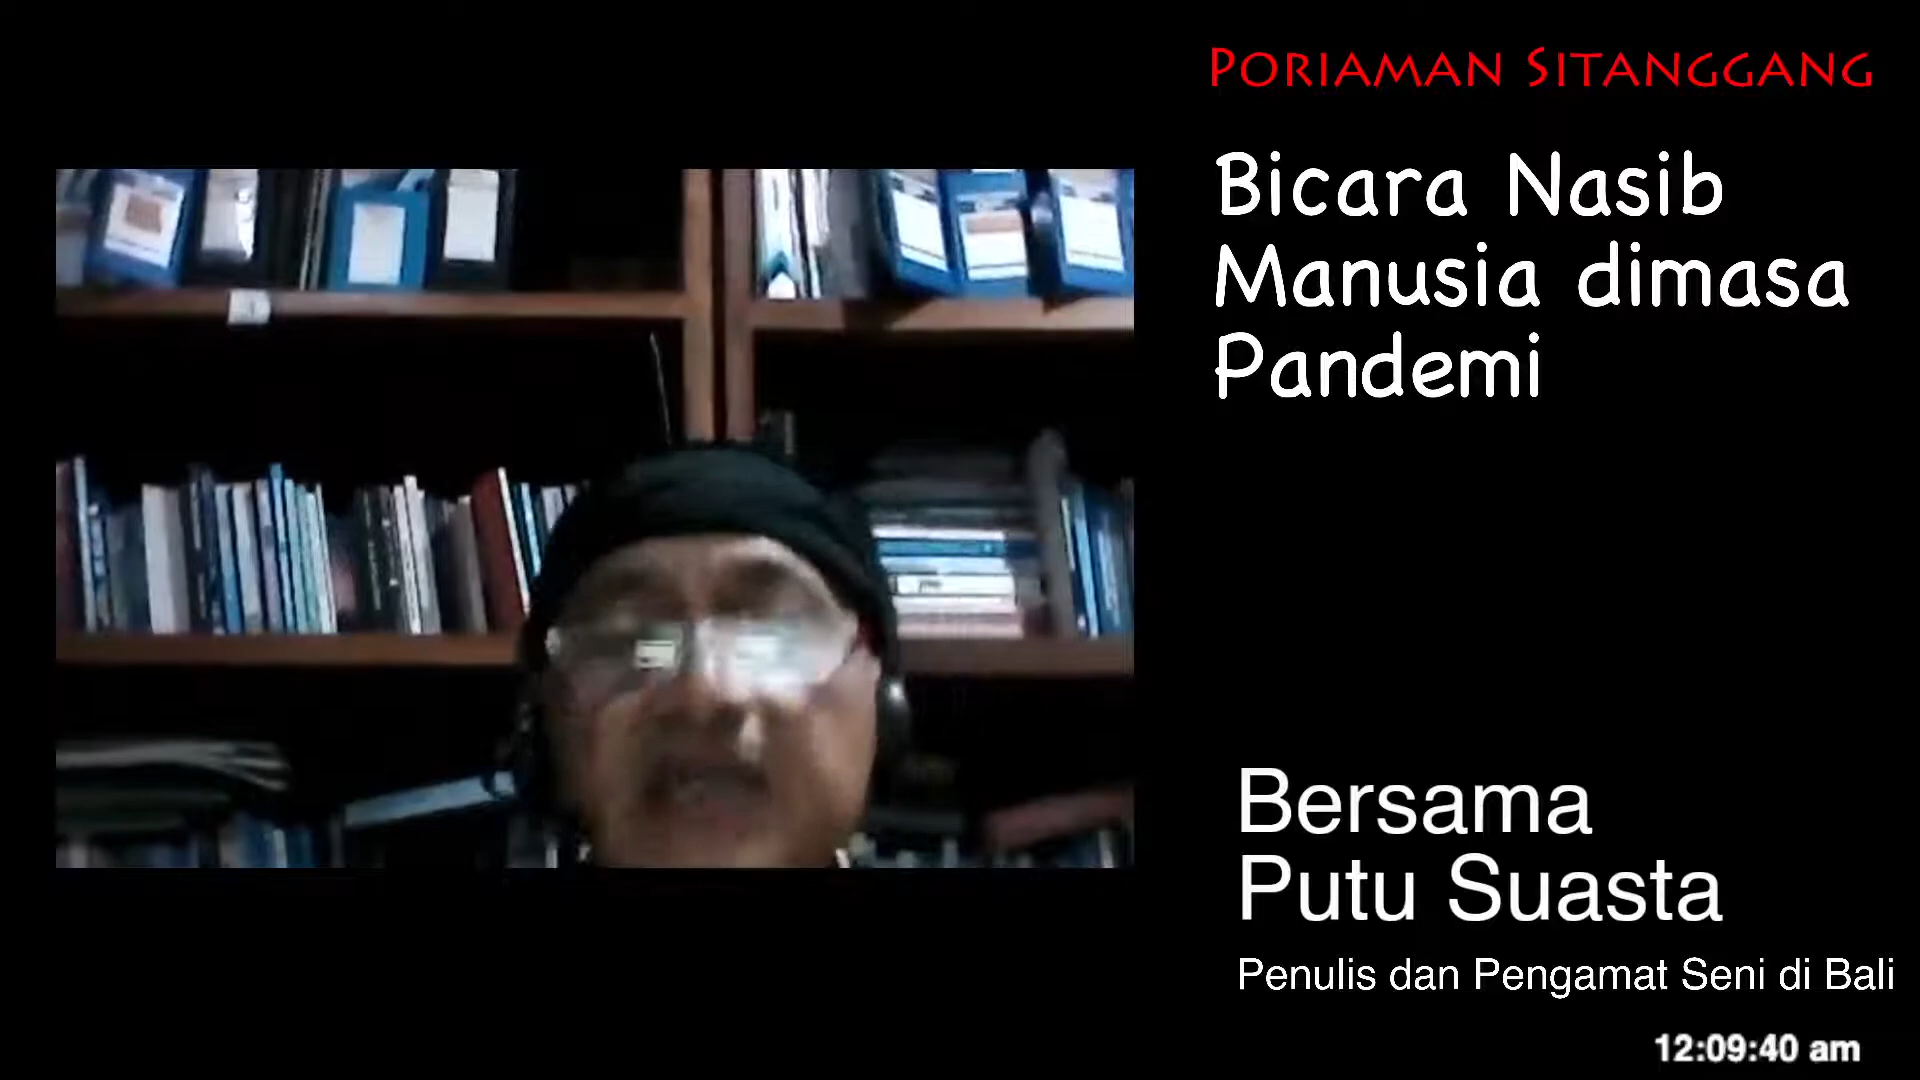 PORIAMAN SITANGGANG
Bicara Nasib
Manusia dimasa
Pandemi
Bersama
Putu Suasta
Penulis dan Pengamat Seni di Bali
12:09:40 am